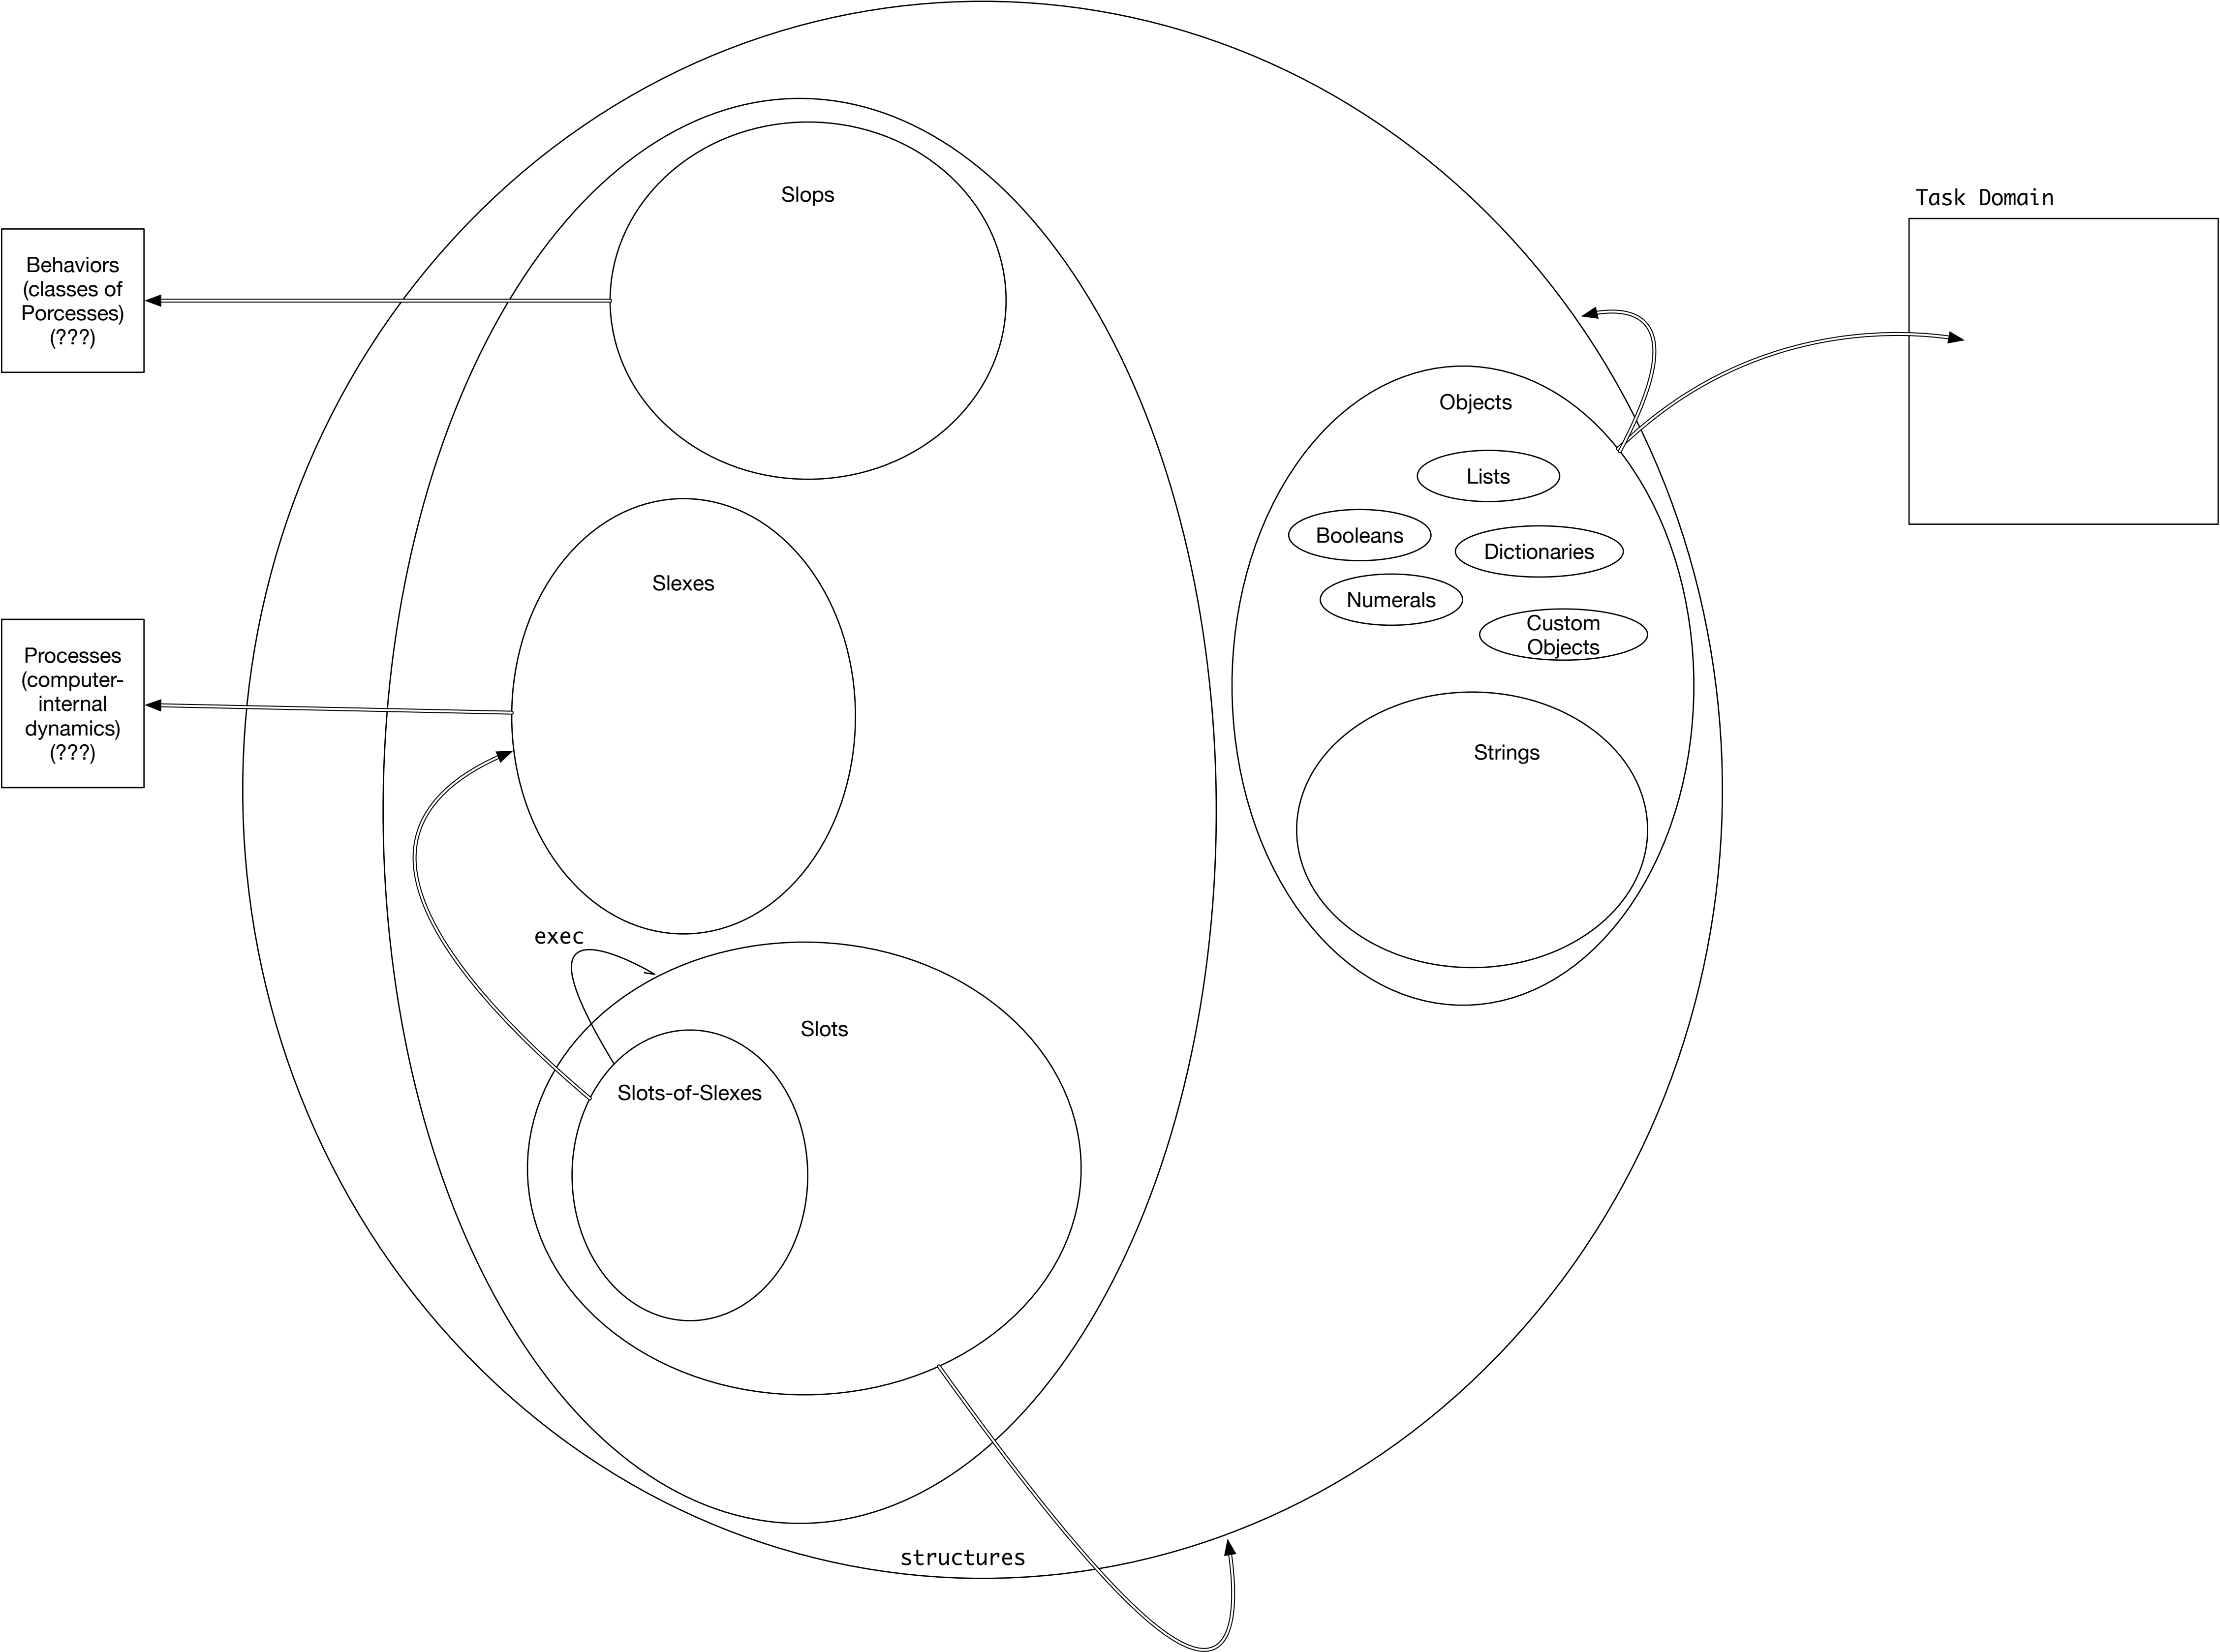 Slops
Task Domain
Behaviors
(classes of
Porcesses)
(???)
Objects
Lists
Booleans
Dictionaries
Numerals
Custom
Objects
Slexes
Processes
(computer-
internal
dynamics)
(???)
Strings
exec
Slots
Slots-of-Slexes
structures